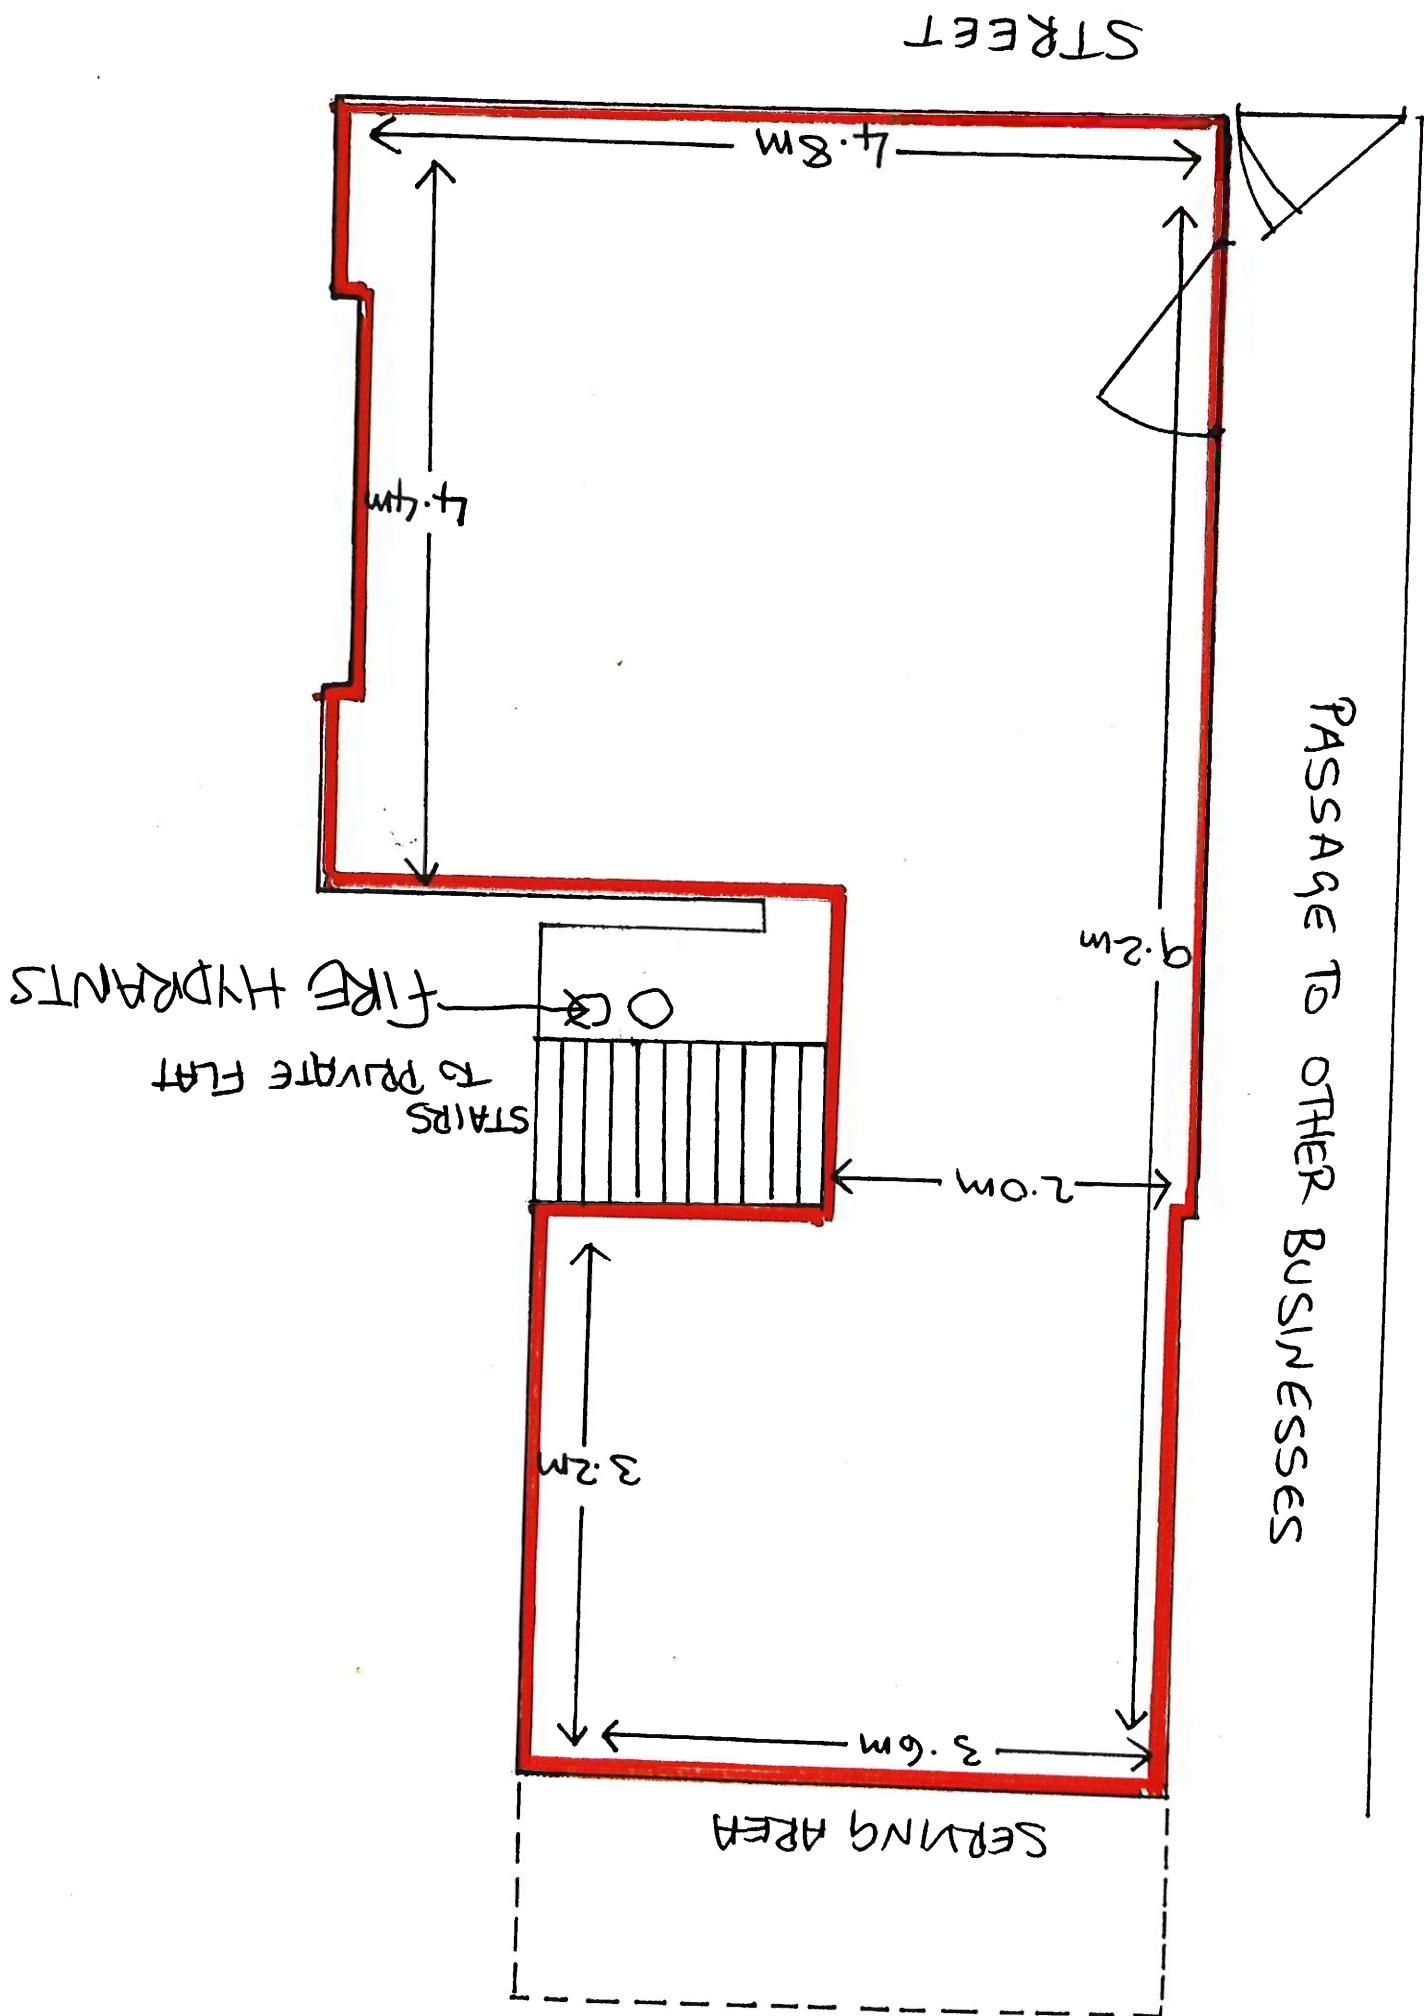 STREET
4.8m
4.4m
9.2m
FIRE HYDRANTS
STAIRS
TO PRIVATE FLAT
2.0m
PASSAGE TO OTHER BUSINESSES
3.2m
3.6m
SERVING AREA